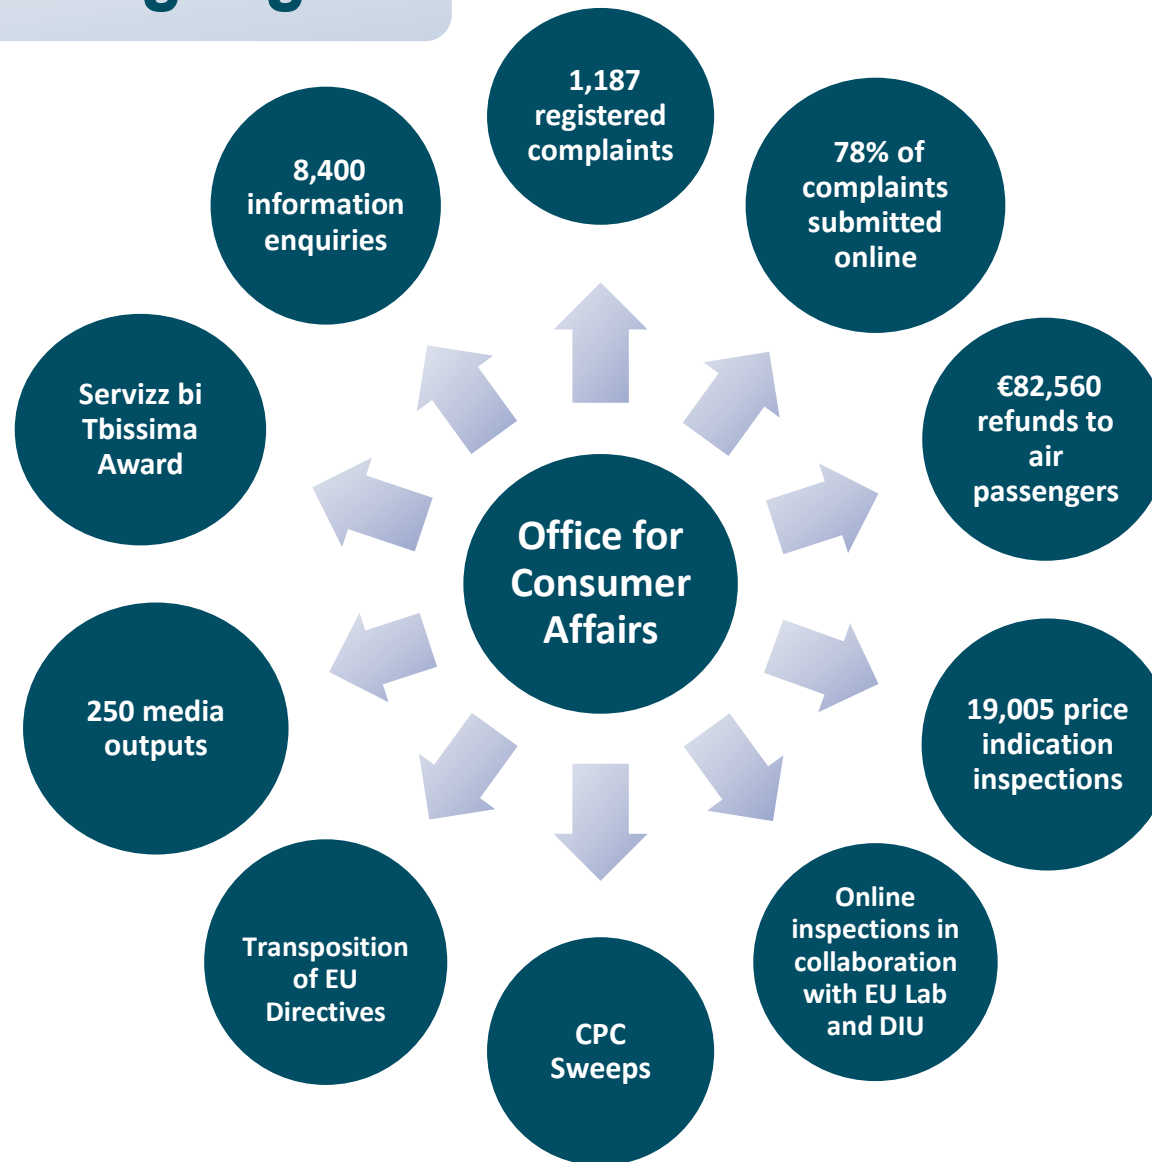 1,187
registered
complaints
78% of
complaints
submitted
online
€82,560
refunds to
air
passengers
19,005 price
indication
inspections
Online
inspections in
collaboration
with EU Lab
and DIU
CPC
Sweeps
Transposition
of EU
Directives
250 media
outputs
Servizz bi
Tbissima
Award
8,400
information
enquiries
Office for
Consumer
Affairs